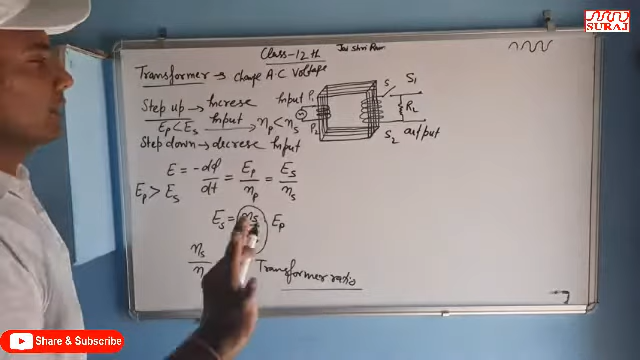 Class-12th
Jai Shri Ram
SURAJ
Transformer → change A.C Voltage
Step up → Increse
Input
Ep < Es → np < ns
Step down → decrese Input
E = -dφ/dt = Ep/np = Es/ns
Ep > Es
Es = ns Ep
ns/n
Transformer ratio
Input P1
P2
S
S1
RL
S2
output
Share & Subscribe